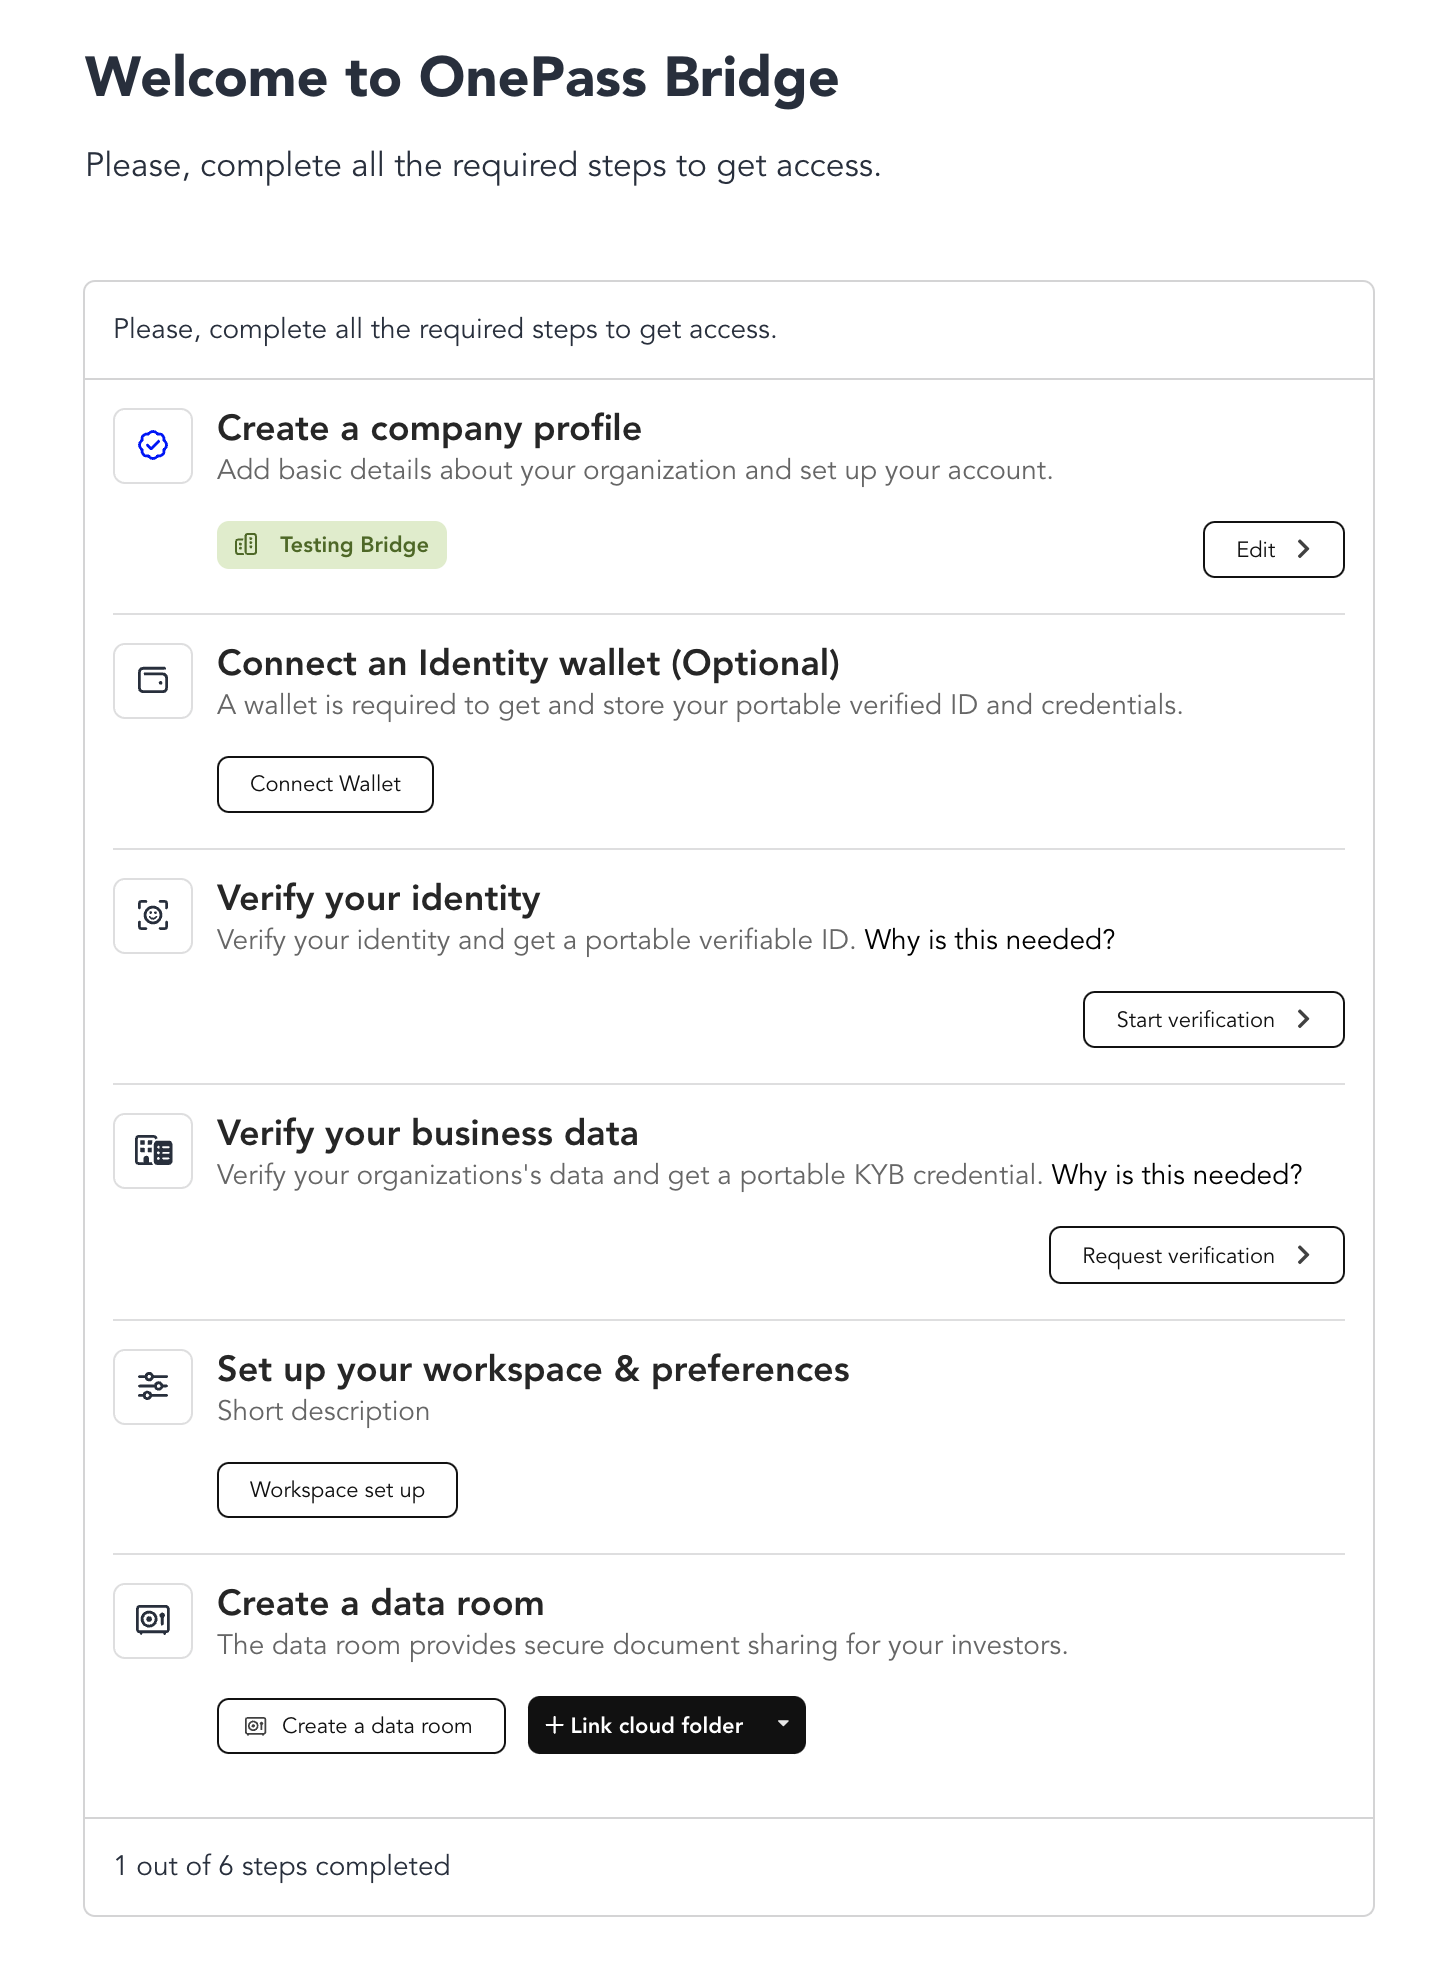 Welcome to OnePass Bridge
Please, complete all the required steps to get access.
Please, complete all the required steps to get access.
Create a company profile
Add basic details about your organization and set up your account.
Testing Bridge
Edit
Connect an Identity wallet (Optional)
A wallet is required to get and store your portable verified ID and credentials.
Connect Wallet
Verify your identity
Verify your identity and get a portable verifiable ID. Why is this needed?
Start verification
Verify your business data
Verify your organizations's data and get a portable KYB credential. Why is this needed?
Request verification
Set up your workspace & preferences
Short description
Workspace set up
Create a data room
The data room provides secure document sharing for your investors.
Create a data room
+ Link cloud folder
1 out of 6 steps completed